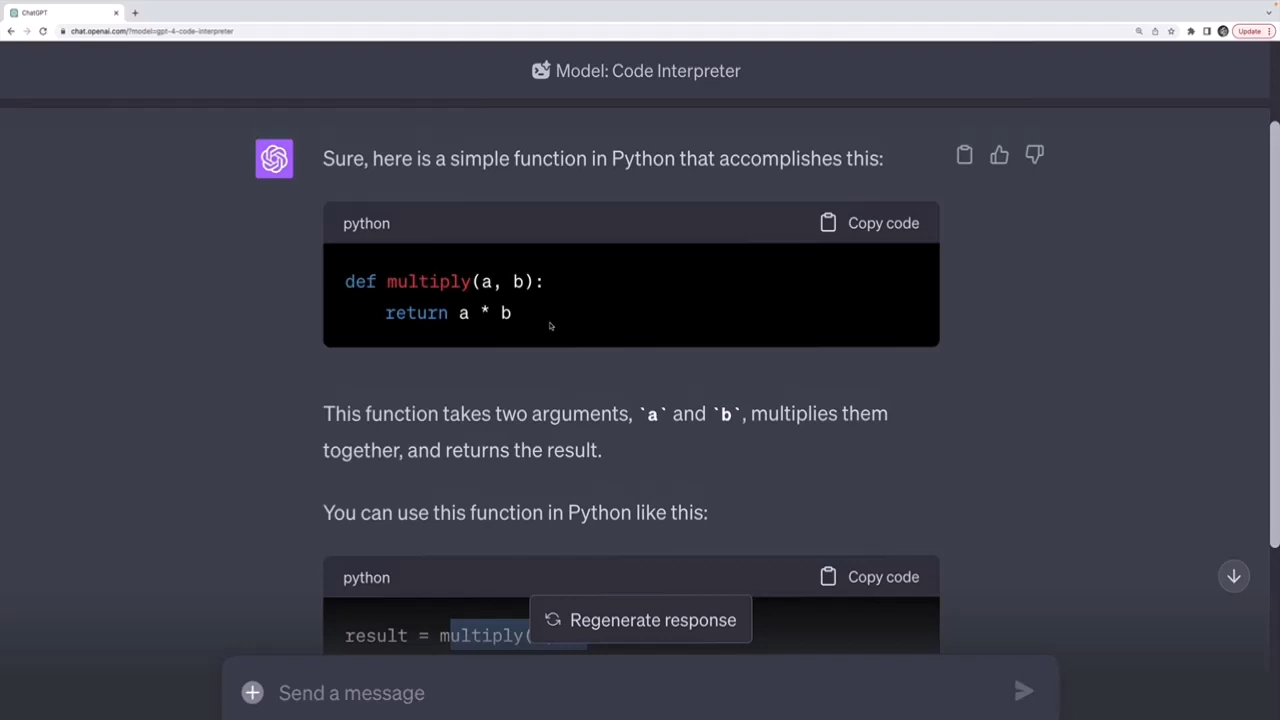 ChatGPT
chat.openai.com/?model=gpt-4-code-interpreter
Update
Model: Code Interpreter
Sure, here is a simple function in Python that accomplishes this:
python
Copy code
def multiply(a, b):
return a * b
This function takes two arguments, `a` and `b`, multiplies them
together, and returns the result.
You can use this function in Python like this:
python
Copy code
result = multiply(
Regenerate response
Send a message